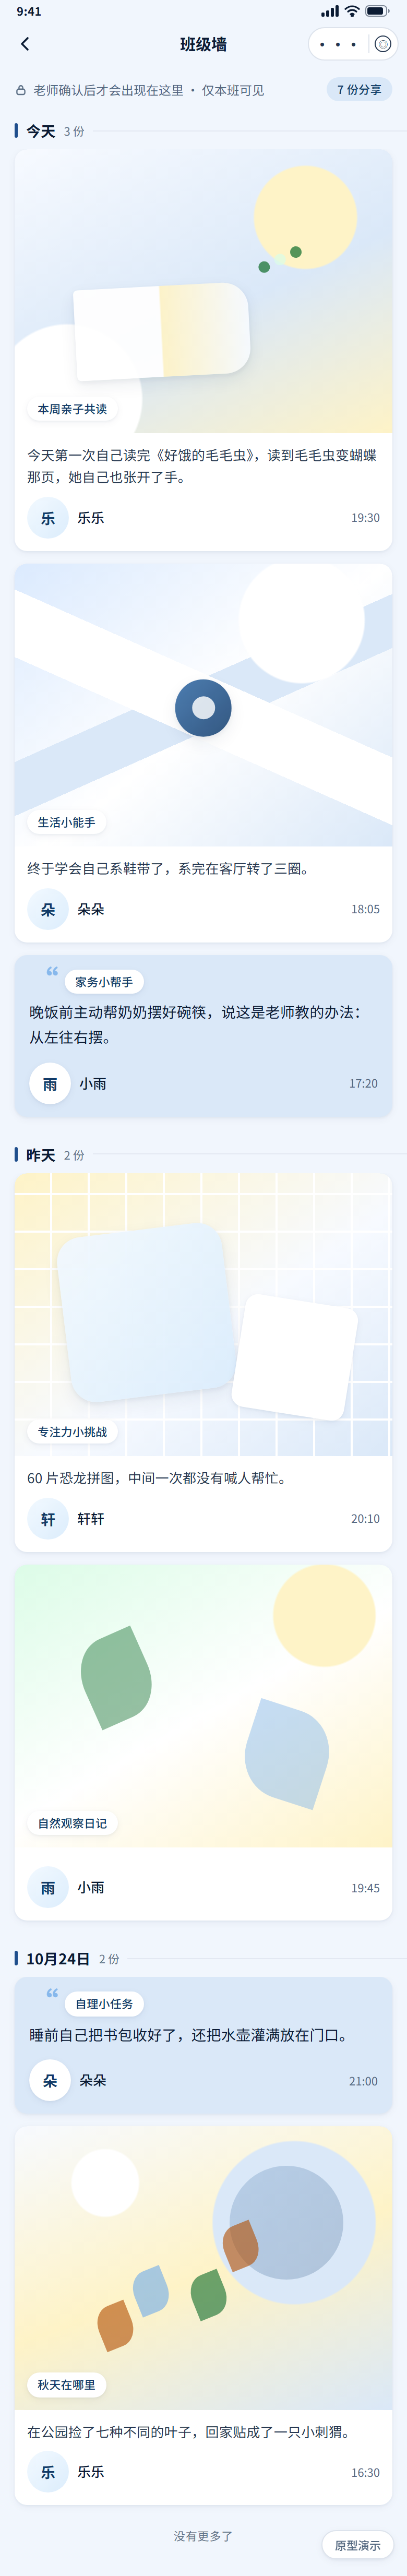 9:41
班级墙
老师确认后才会出现在这里 · 仅本班可见
7 份分享
今天 3 份
本周亲子共读
今天第一次自己读完《好饿的毛毛虫》，读到毛毛虫变蝴蝶
那页，她自己也张开了手。
乐 乐乐 19:30
生活小能手
终于学会自己系鞋带了，系完在客厅转了三圈。
朵 朵朵 18:05
“ 家务小帮手
晚饭前主动帮奶奶摆好碗筷，说这是老师教的办法：
从左往右摆。
雨 小雨 17:20
昨天 2 份
专注力小挑战
60 片恐龙拼图，中间一次都没有喊人帮忙。
轩 轩轩 20:10
自然观察日记
雨 小雨 19:45
10月24日 2 份
“ 自理小任务
睡前自己把书包收好了，还把水壶灌满放在门口。
朵 朵朵 21:00
秋天在哪里
在公园捡了七种不同的叶子，回家贴成了一只小刺猬。
乐 乐乐 16:30
没有更多了
原型演示